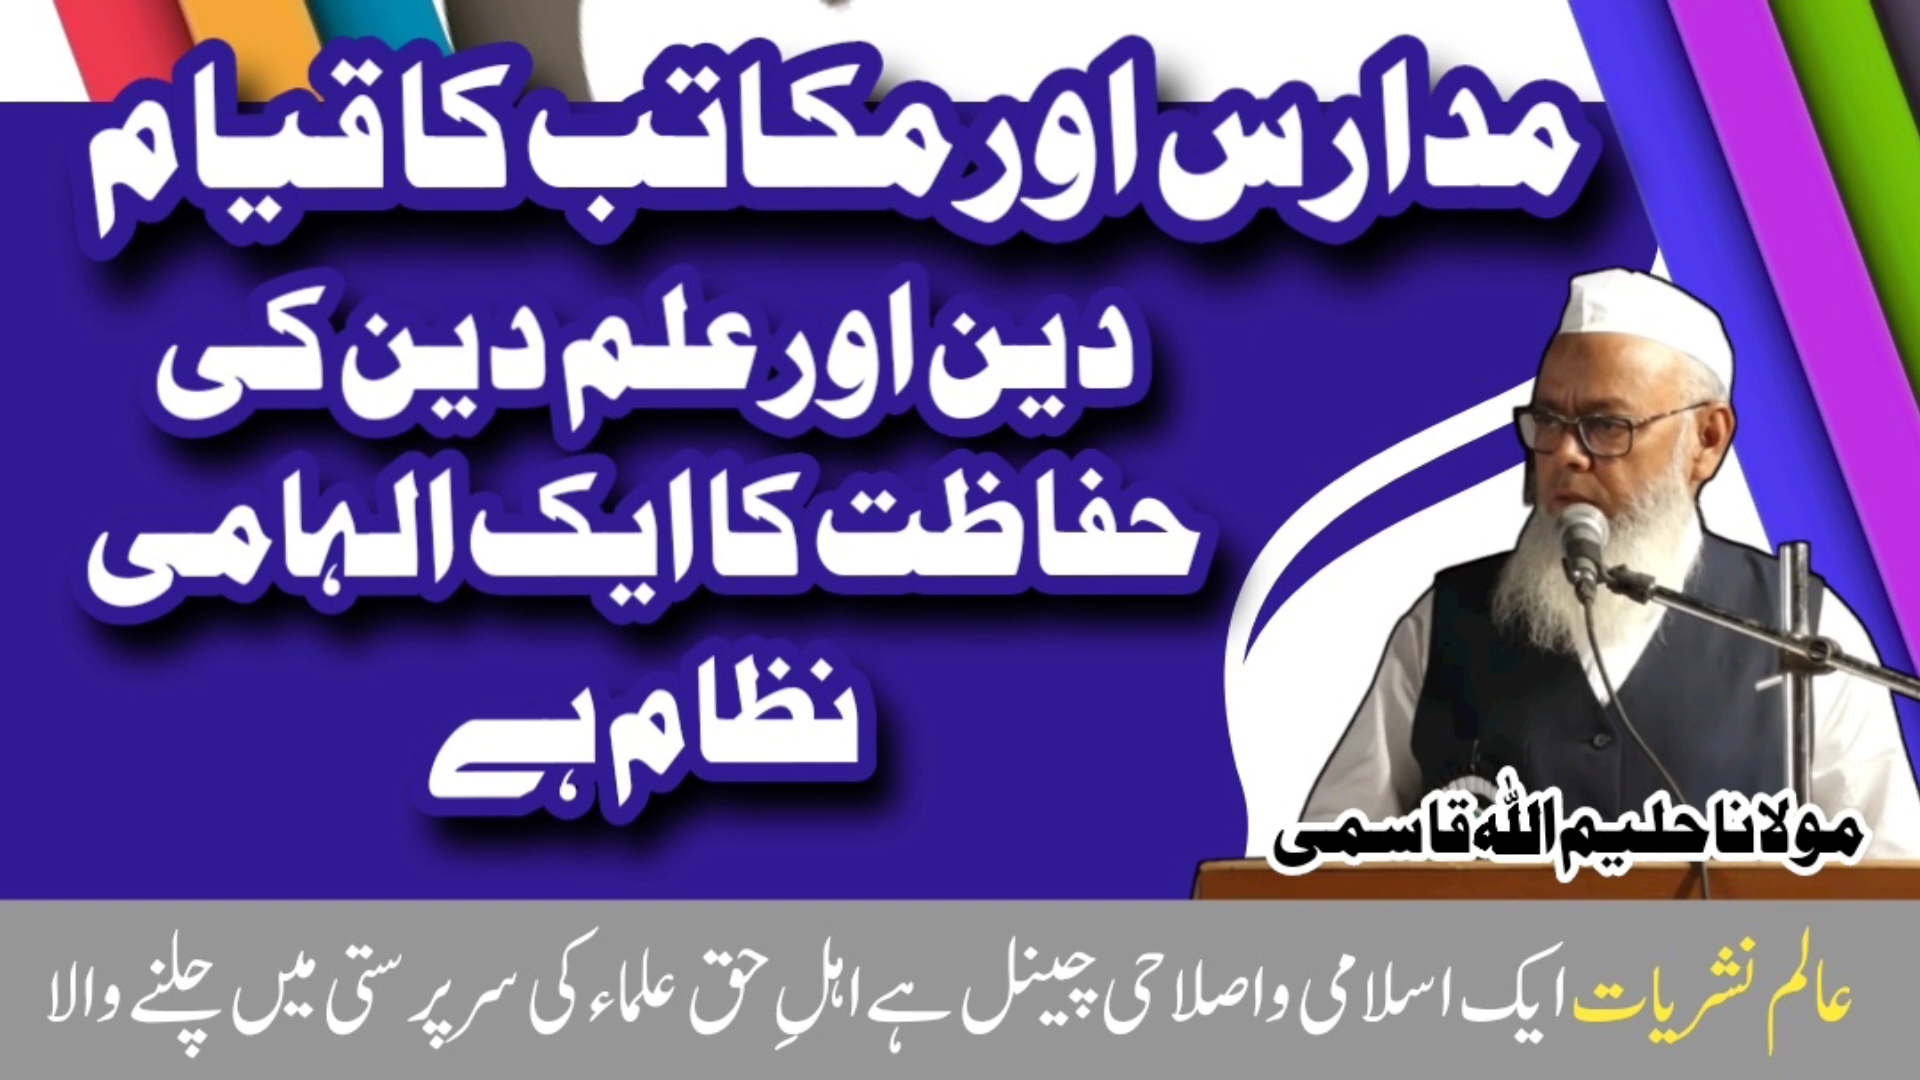 مدارس اور مکاتب کا قیام
دین اور علم دین کی
حفاظت کا ایک الہامی
نظام ہے
مولانا حلیم اللہ قاسمی
عالم نشریات ایک اسلامی و اصلاحی چینل ہے اہلِ حق علماء کی سرپرستی میں چلنے والا